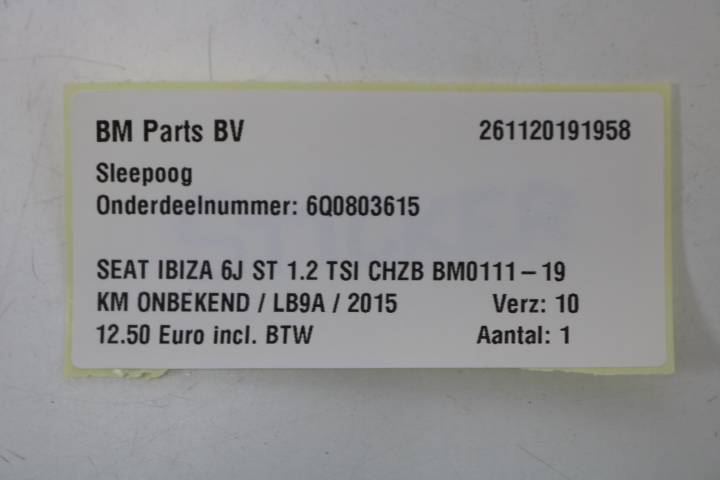 BM Parts BV 261120191958
Sleepoog
Onderdeelnummer: 6Q0803615
SEAT IBIZA 6J ST 1.2 TSI CHZB BM0111-19
KM ONBEKEND / LB9A / 2015 Verz: 10
12.50 Euro incl. BTW Aantal: 1